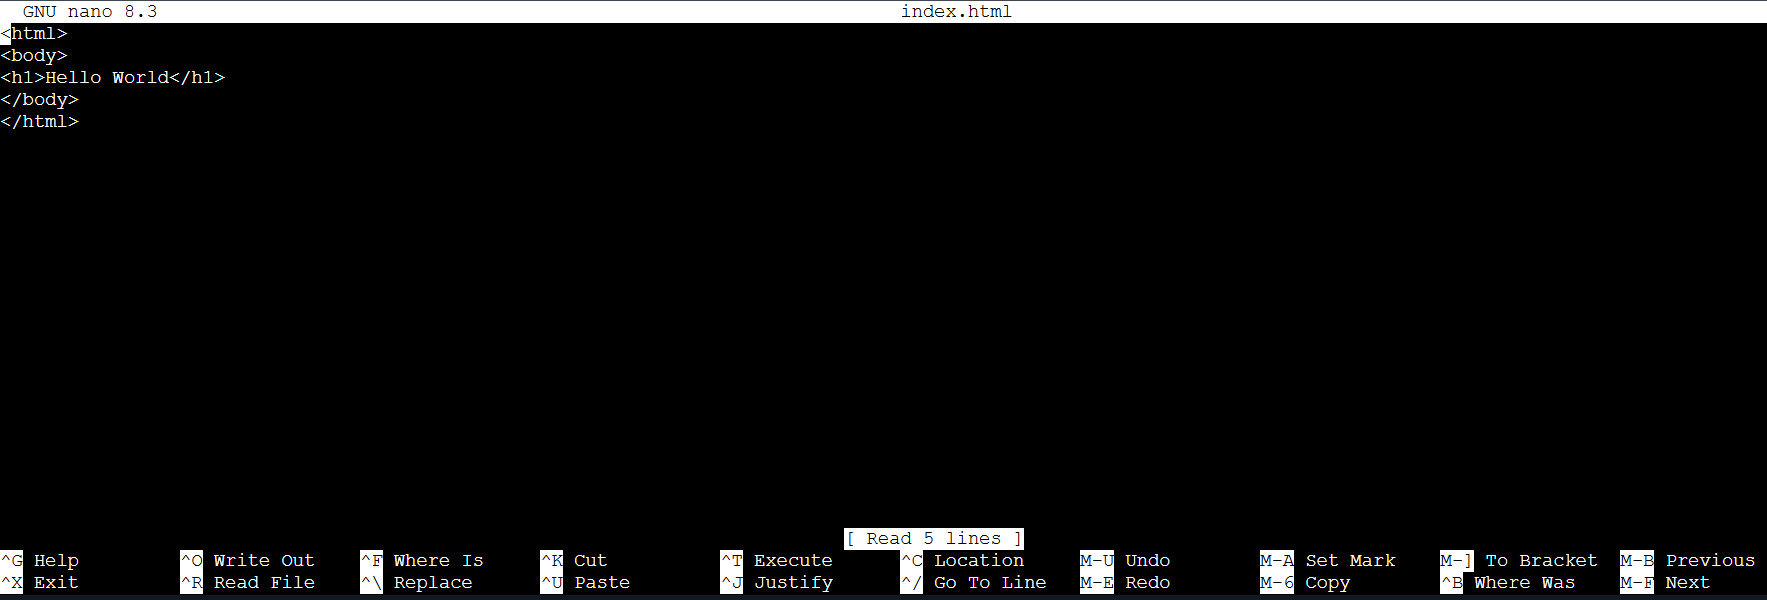 GNU nano 8.3 index.html
<html>
<body>
<h1>Hello World</h1>
</body>
</html>
[ Read 5 lines ]
^G Help ^O Write Out ^F Where Is ^K Cut ^T Execute ^C Location M-U Undo M-A Set Mark M-] To Bracket M-B Previous
^X Exit ^R Read File ^\ Replace ^U Paste ^J Justify ^/ Go To Line M-E Redo M-6 Copy ^B Where Was M-F Next